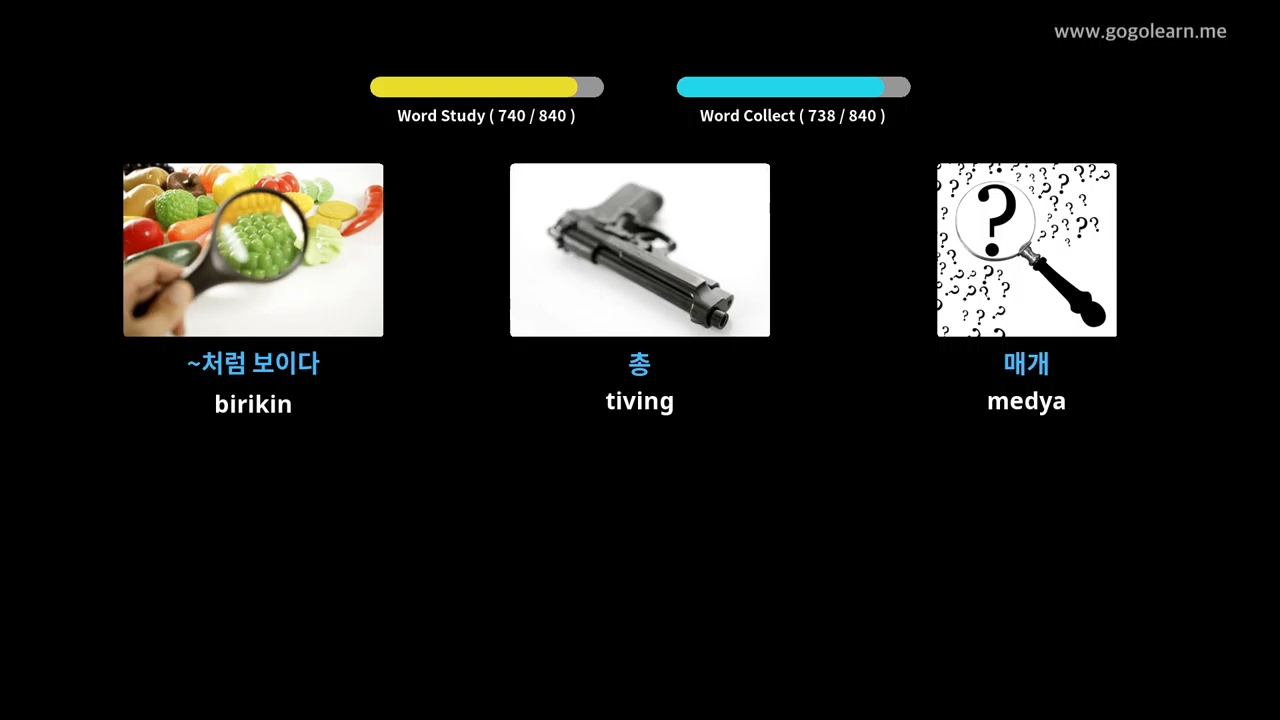 www.gogolearn.me
Word Study ( 740 / 840 )
Word Collect ( 738 / 840 )
~처럼 보이다
birikin
총
tiving
매개
medya